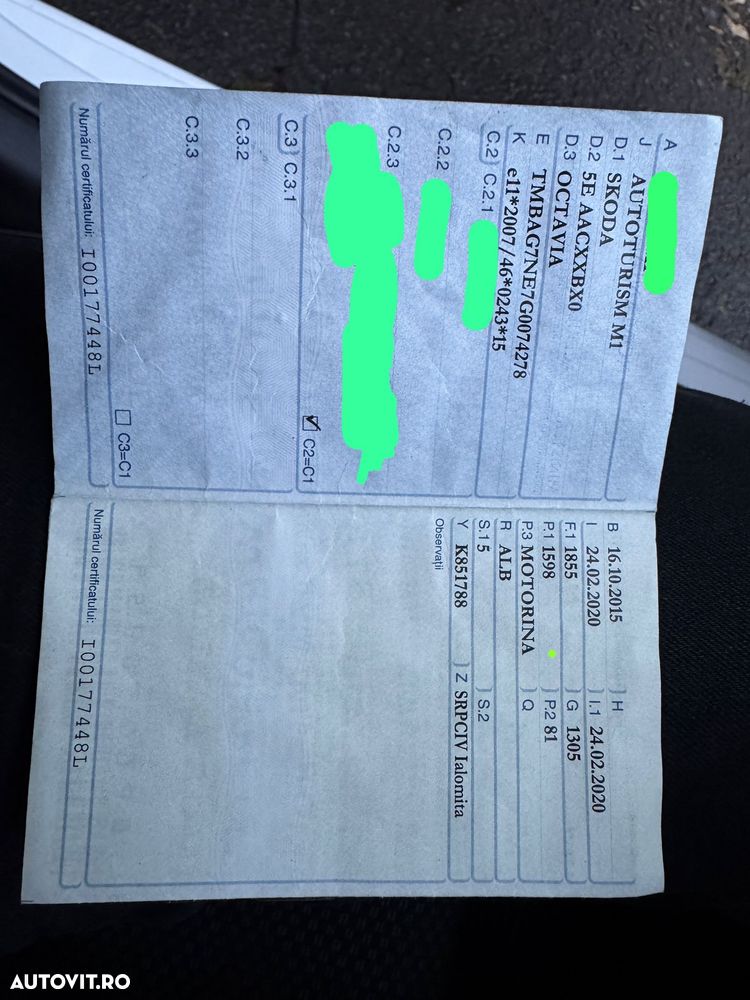 A
J AUTOTURISM M1
D.1 SKODA
D.2 5E AACXXBX0
D.3 OCTAVIA
E TMBAG7NE7G0074278
K e11*2007/46*0243*15
C.2 C.2.1
C.2.2
C.2.3
C2=C1
C.3 C.3.1
C.3.2
C.3.3
C3=C1
Numărul certificatului: I00177448L
B 16.10.2015 H
I 24.02.2020 I.1 24.02.2020
F.1 1855 G 1305
P.1 1598 P.2 81
P.3 MOTORINA Q
R ALB
S.1 5 S.2
Y K851788 Z SRPCIV Ialomita
Observații
Numărul certificatului: I00177448L
AUTOVIT.RO